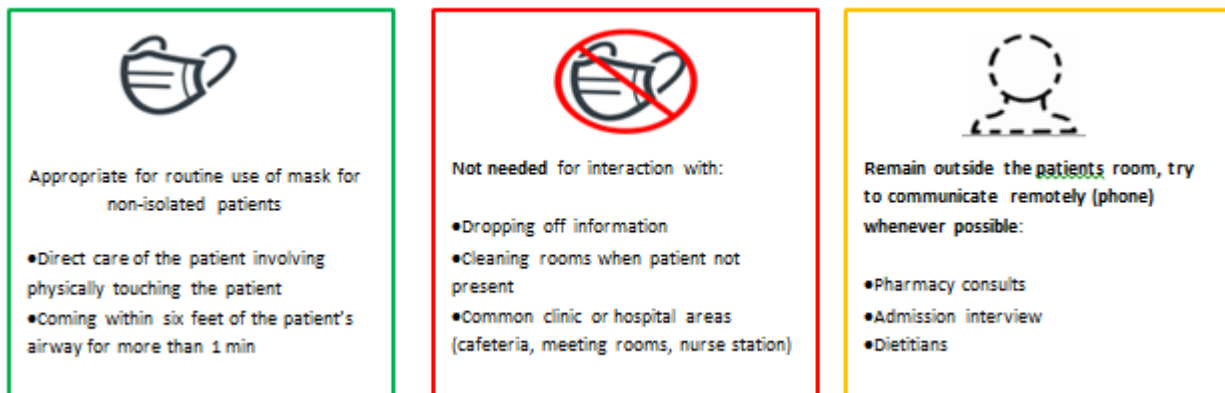 Appropriate for routine use of mask for
non-isolated patients
●Direct care of the patient involving
physically touching the patient
●Coming within six feet of the patient's
airway for more than 1 min
Not needed for interaction with:
●Dropping off information
●Cleaning rooms when patient not
present
●Common clinic or hospital areas
(cafeteria, meeting rooms, nurse station)
Remain outside the patients room, try
to communicate remotely (phone)
whenever possible:
●Pharmacy consults
●Admission interview
●Dietitians